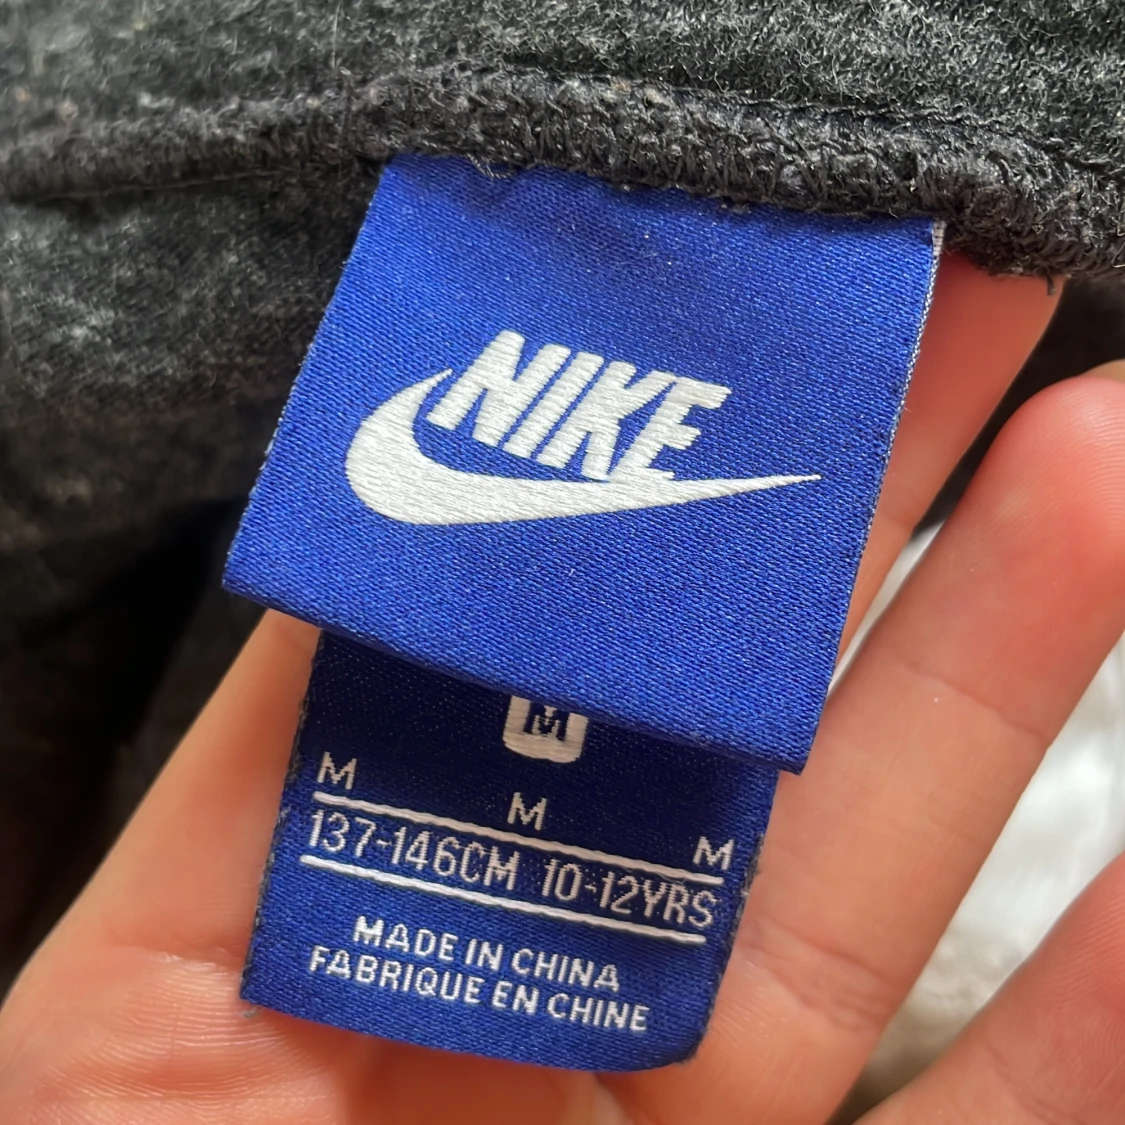 NIKE
M
M
M
M
137-146CM 10-12YRS
MADE IN CHINA
FABRIQUE EN CHINE